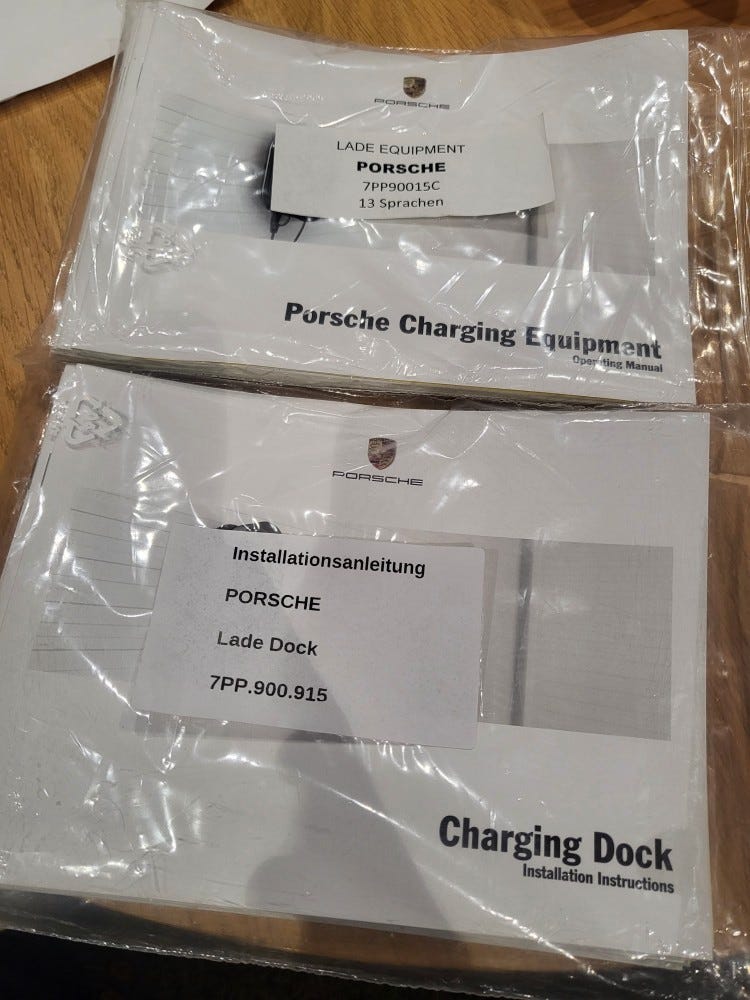 PORSCHE
LADE EQUIPMENT
PORSCHE
7PP90015C
13 Sprachen
Porsche Charging Equipment
Operating Manual
PORSCHE
Installationsanleitung
PORSCHE
Lade Dock
7PP.900.915
Charging Dock
Installation Instructions